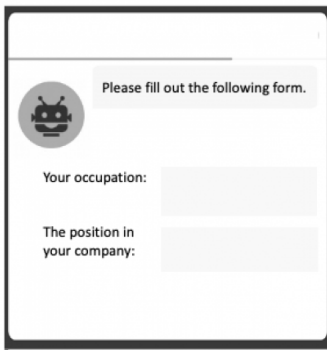 Please fill out the following form.
Your occupation:
The position in
your company: